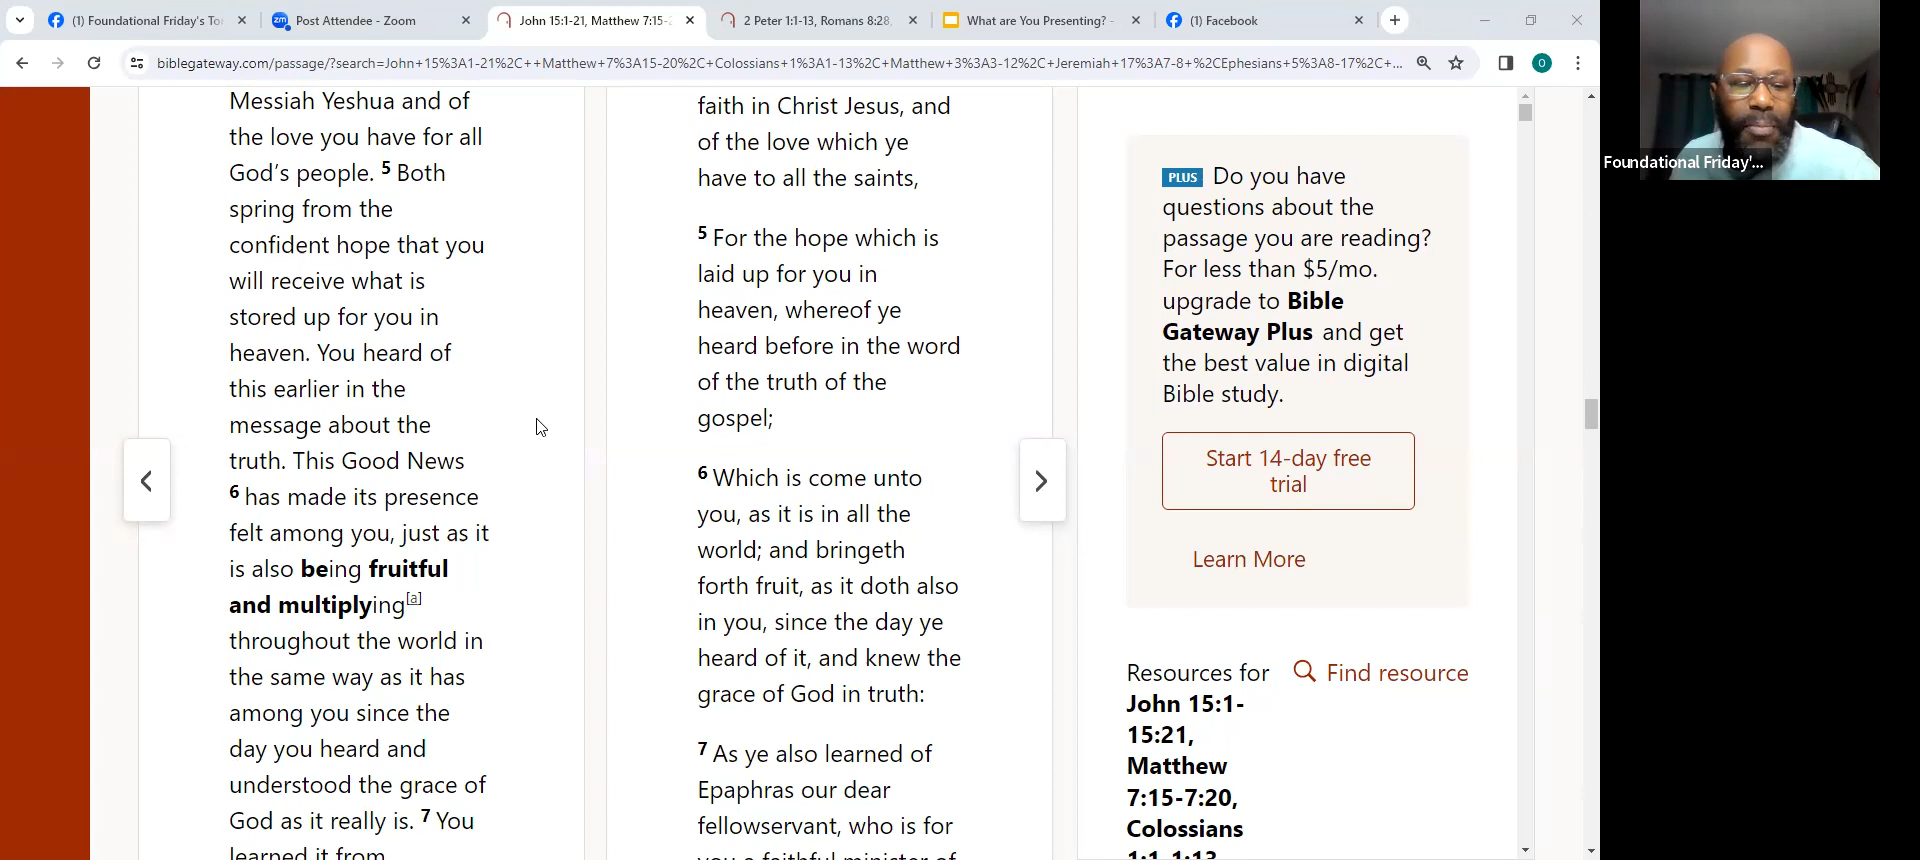 (1) Foundational Friday's To
Post Attendee - Zoom
John 15:1-21, Matthew 7:15-2
2 Peter 1:1-13, Romans 8:28,
What are You Presenting? -
(1) Facebook
biblegateway.com/passage/?search=John+15%3A1-21%2C++Matthew+7%3A15-20%2C+Colossians+1%3A1-13%2C+Matthew+3%3A3-12%2C+Jeremiah+17%3A7-8+%2CEphesians+5%3A8-17%2C+...
O
Messiah Yeshua and of
the love you have for all
God's people. 5 Both
spring from the
confident hope that you
will receive what is
stored up for you in
heaven. You heard of
this earlier in the
message about the
truth. This Good News
6 has made its presence
felt among you, just as it
is also being fruitful
and multiplying[a]
throughout the world in
the same way as it has
among you since the
day you heard and
understood the grace of
God as it really is. 7 You
learned it from
faith in Christ Jesus, and
of the love which ye
have to all the saints,
5 For the hope which is
laid up for you in
heaven, whereof ye
heard before in the word
of the truth of the
gospel;
6 Which is come unto
you, as it is in all the
world; and bringeth
forth fruit, as it doth also
in you, since the day ye
heard of it, and knew the
grace of God in truth:
7 As ye also learned of
Epaphras our dear
fellowservant, who is for
you a faithful minister of
PLUS Do you have
questions about the
passage you are reading?
For less than $5/mo.
upgrade to Bible
Gateway Plus and get
the best value in digital
Bible study.
Start 14-day free
trial
Learn More
Resources for
Find resource
John 15:1-
15:21,
Matthew
7:15-7:20,
Colossians
1:1-1:13
Foundational Friday'...